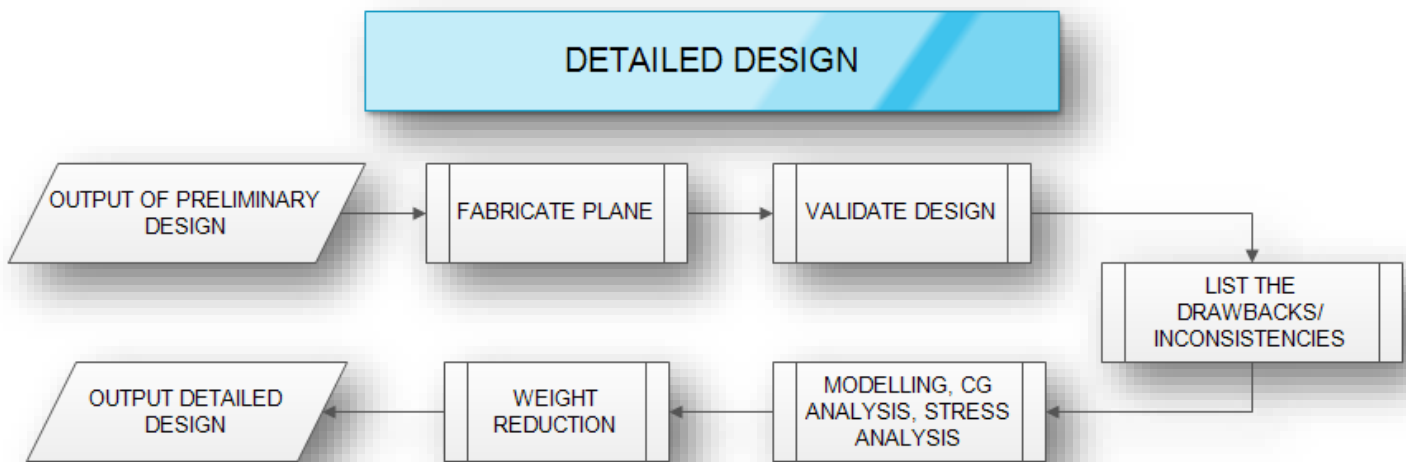 DETAILED DESIGN
OUTPUT OF PRELIMINARY
DESIGN
FABRICATE PLANE
VALIDATE DESIGN
LIST THE
DRAWBACKS/
INCONSISTENCIES
MODELLING, CG
ANALYSIS, STRESS
ANALYSIS
WEIGHT
REDUCTION
OUTPUT DETAILED
DESIGN